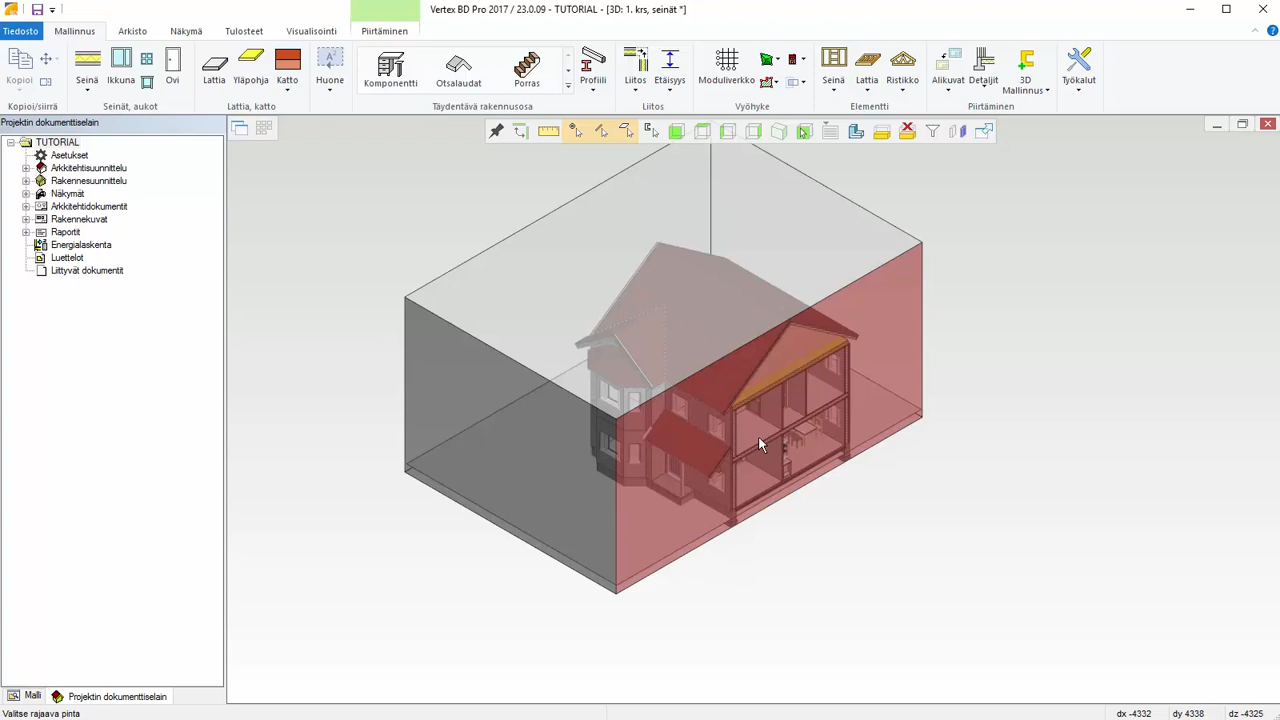 Vertex BD Pro 2017 / 23.0.09 - TUTORIAL - [3D: 1. krs, seinät *]
Tiedosto Mallinnus Arkisto Näkymä Tulosteet Visualisointi Piirtäminen
Kopioi Seinä Ikkuna Ovi Lattia Yläpohja Katto Huone Komponentti Otsalaudat Porras Profiili Liitos Etäisyys Moduliverkko Seinä Lattia Ristikko Alikuvat Detaljit 3D Mallinnus Työkalut
Kopioi/siirrä Seinät, aukot Lattia, katto Täydentävä rakennusosa Liitos Vyöhyke Elementti Piirtäminen
Projektin dokumenttiselain
TUTORIAL
Asetukset
Arkkitehtisuunnittelu
Rakennesuunnittelu
Näkymät
Arkkitehtidokumentit
Rakennekuvat
Raportit
Energialaskenta
Luettelot
Liittyvät dokumentit
Malli Projektin dokumenttiselain
Valitse rajaava pinta dx -4332 dy 4338 dz -4325